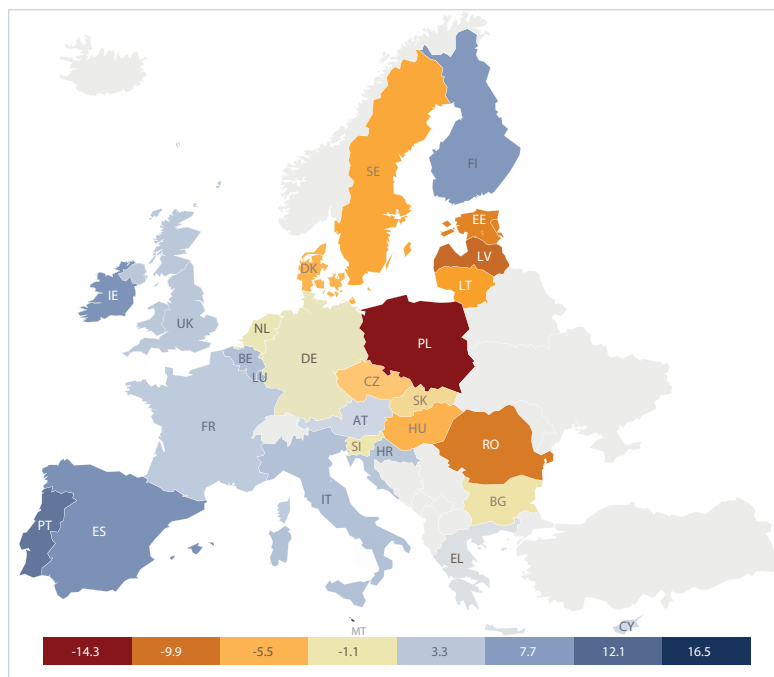 FI
SE
EE
LV
DK
LT
IE
UK
NL
PL
BE
DE
LU
CZ
SK
AT
FR
HU
RO
SI
HR
IT
BG
PT
ES
EL
CY
MT
-14.3 -9.9 -5.5 -1.1 3.3 7.7 12.1 16.5